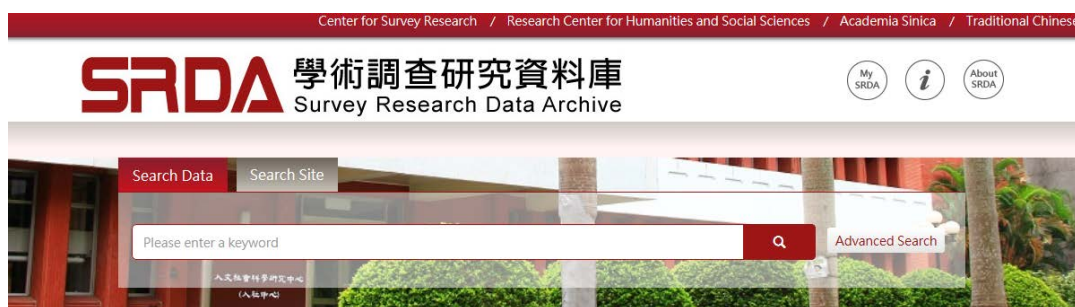 Center for Survey Research / Research Center for Humanities and Social Sciences / Academia Sinica / Traditional Chinese
SRDA 學術調查研究資料庫
Survey Research Data Archive
My SRDA
i
About SRDA
Search Data
Search Site
Please enter a keyword
Advanced Search
人文社會科學研究中心
(人社中心)